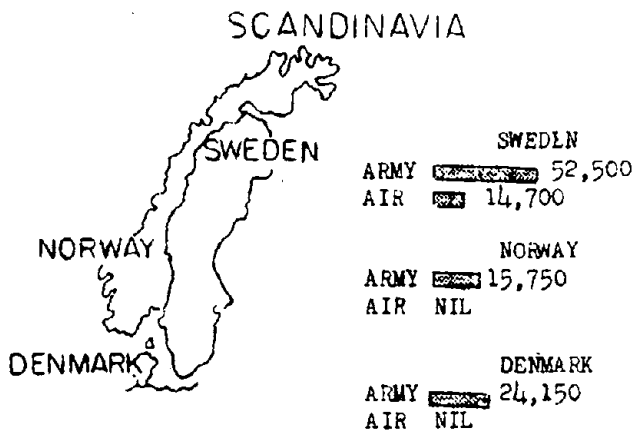 SCANDINAVIA
SWEDEN
NORWAY
DENMARK
SWEDEN
ARMY 52,500
AIR 14,700
NORWAY
ARMY 15,750
AIR NIL
DENMARK
ARMY 24,150
AIR NIL